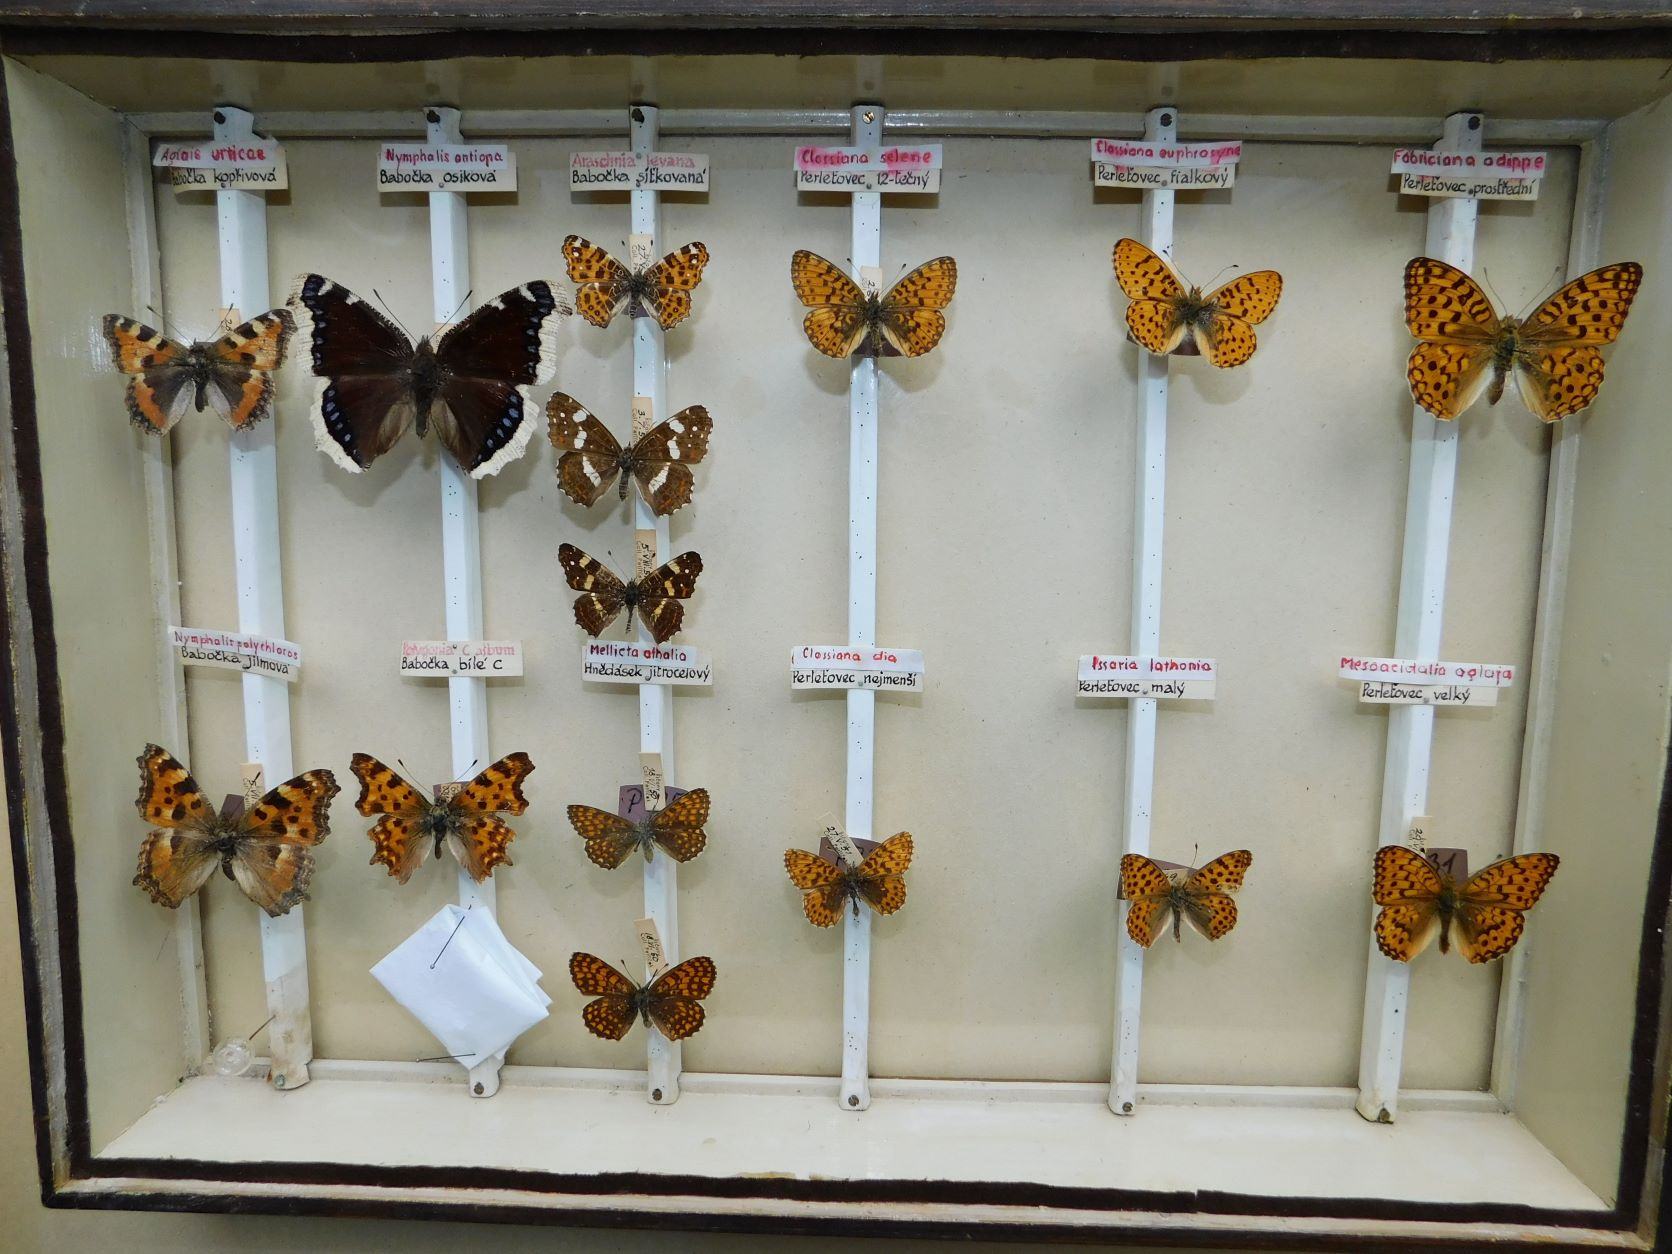 Aglais urticae
Babočka kopřivová
Nymphalis antiopa
Babočka osiková
Araschnia levana
Babočka síťkovaná
Clossiana selene
Perleťovec 12-tečný
Clossiana euphrosyne
Perleťovec fialkový
Fabriciana adippe
Perleťovec prostřední
Nymphalis polychloros
Babočka jilmová
Polygonia C album
Babočka bílé C
Mellicta athalia
Hnědásek jitrocelový
Clossiana dia
Perleťovec nejmenší
Issoria lathonia
Perleťovec malý
Mesoacidalia aglaja
Perleťovec velký